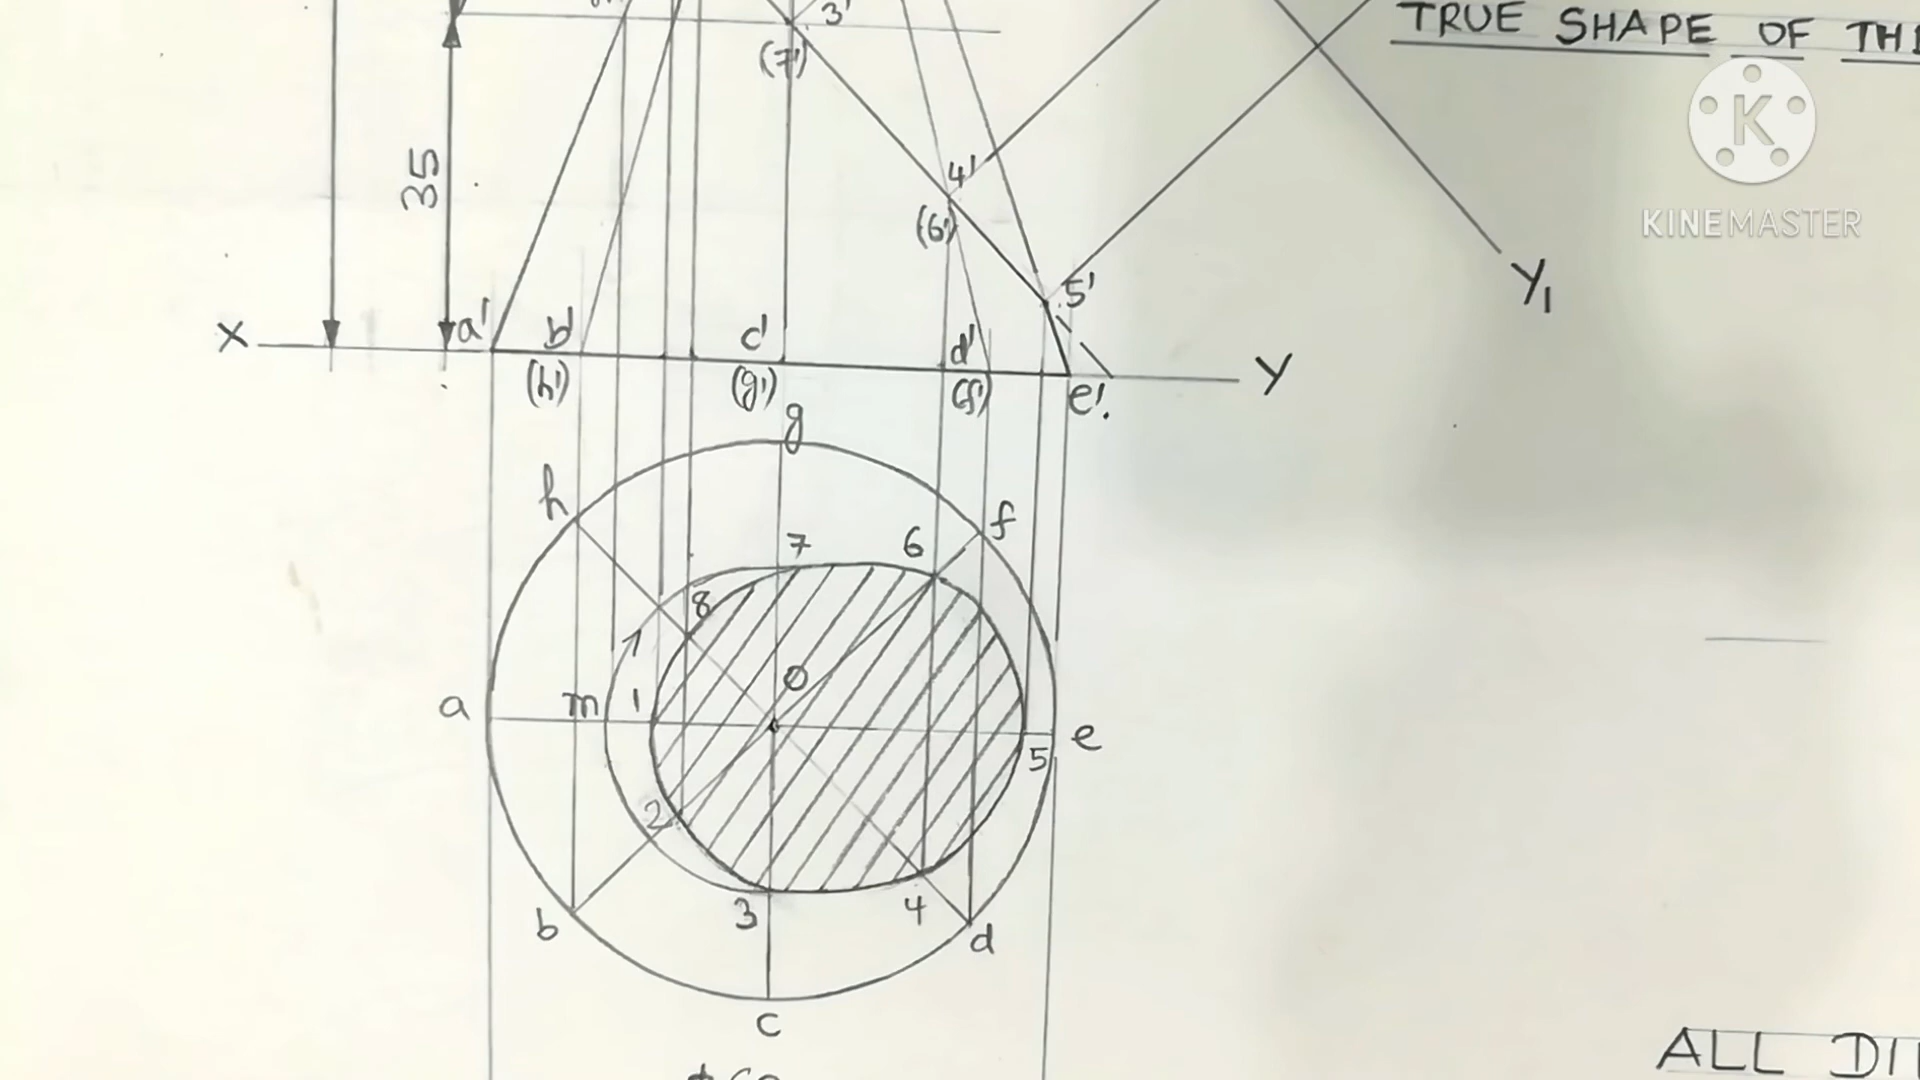 TRUE SHAPE OF TH
3'
(7')
K
KINEMASTER
35
4'
(6')
5'
Y1
X
a'
b'
c'
d'
Y
(h')
(g')
(f')
e'.
g
h
f
7
6
8
O
a
m
1
e
5
2
b
3
4
d
c
ALL DI